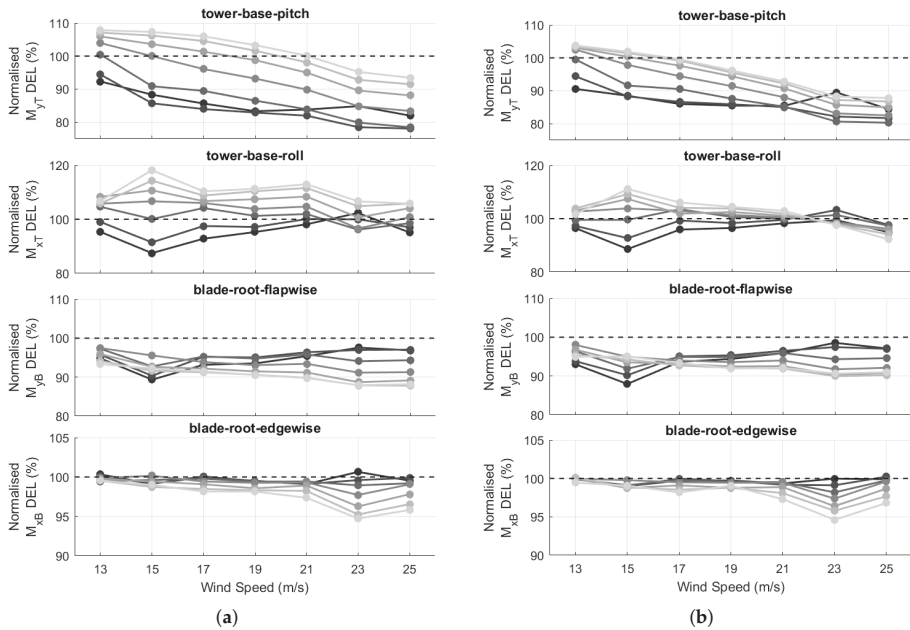 tower-base-pitch
Normalised
MyT DEL (%)
110
100
90
80
tower-base-roll
Normalised
MxT DEL (%)
120
100
80
blade-root-flapwise
Normalised
MyB DEL (%)
110
100
90
80
blade-root-edgewise
Normalised
MxB DEL (%)
105
100
95
90
13 15 17 19 21 23 25
Wind Speed (m/s)
(a)
tower-base-pitch
Normalised
MyT DEL (%)
110
100
90
80
tower-base-roll
Normalised
MxT DEL (%)
120
100
80
blade-root-flapwise
Normalised
MyB DEL (%)
110
100
90
80
blade-root-edgewise
Normalised
MxB DEL (%)
105
100
95
90
13 15 17 19 21 23 25
Wind Speed (m/s)
(b)